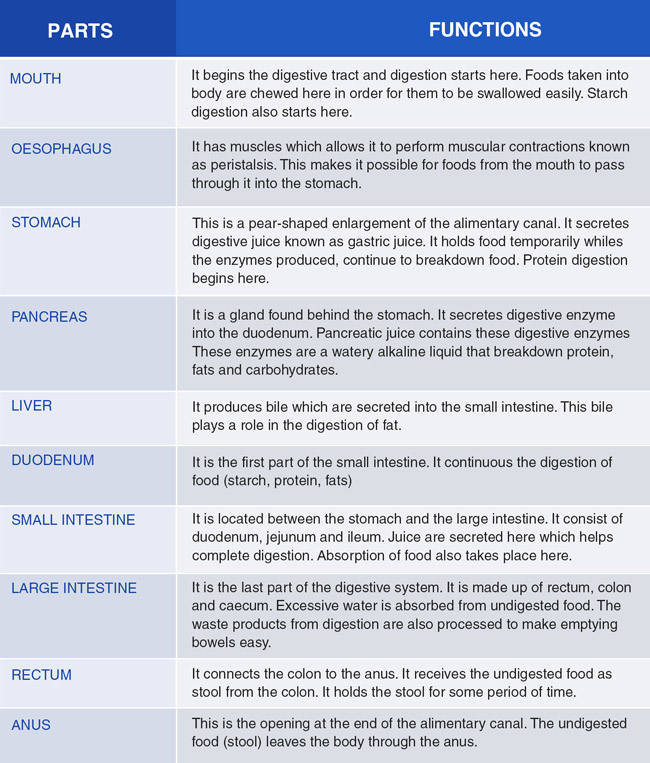 PARTS
FUNCTIONS
MOUTH
It begins the digestive tract and digestion starts here. Foods taken into
body are chewed here in order for them to be swallowed easily. Starch
digestion also starts here.
OESOPHAGUS
It has muscles which allows it to perform muscular contractions known
as peristalsis. This makes it possible for foods from the mouth to pass
through it into the stomach.
STOMACH
This is a pear-shaped enlargement of the alimentary canal. It secretes
digestive juice known as gastric juice. It holds food temporarily whiles
the enzymes produced, continue to breakdown food. Protein digestion
begins here.
PANCREAS
It is a gland found behind the stomach. It secretes digestive enzyme
into the duodenum. Pancreatic juice contains these digestive enzymes
These enzymes are a watery alkaline liquid that breakdown protein,
fats and carbohydrates.
LIVER
It produces bile which are secreted into the small intestine. This bile
plays a role in the digestion of fat.
DUODENUM
It is the first part of the small intestine. It continuous the digestion of
food (starch, protein, fats)
SMALL INTESTINE
It is located between the stomach and the large intestine. It consist of
duodenum, jejunum and ileum. Juice are secreted here which helps
complete digestion. Absorption of food also takes place here.
LARGE INTESTINE
It is the last part of the digestive system. It is made up of rectum, colon
and caecum. Excessive water is absorbed from undigested food. The
waste products from digestion are also processed to make emptying
bowels easy.
RECTUM
It connects the colon to the anus. It receives the undigested food as
stool from the colon. It holds the stool for some period of time.
ANUS
This is the opening at the end of the alimentary canal. The undigested
food (stool) leaves the body through the anus.